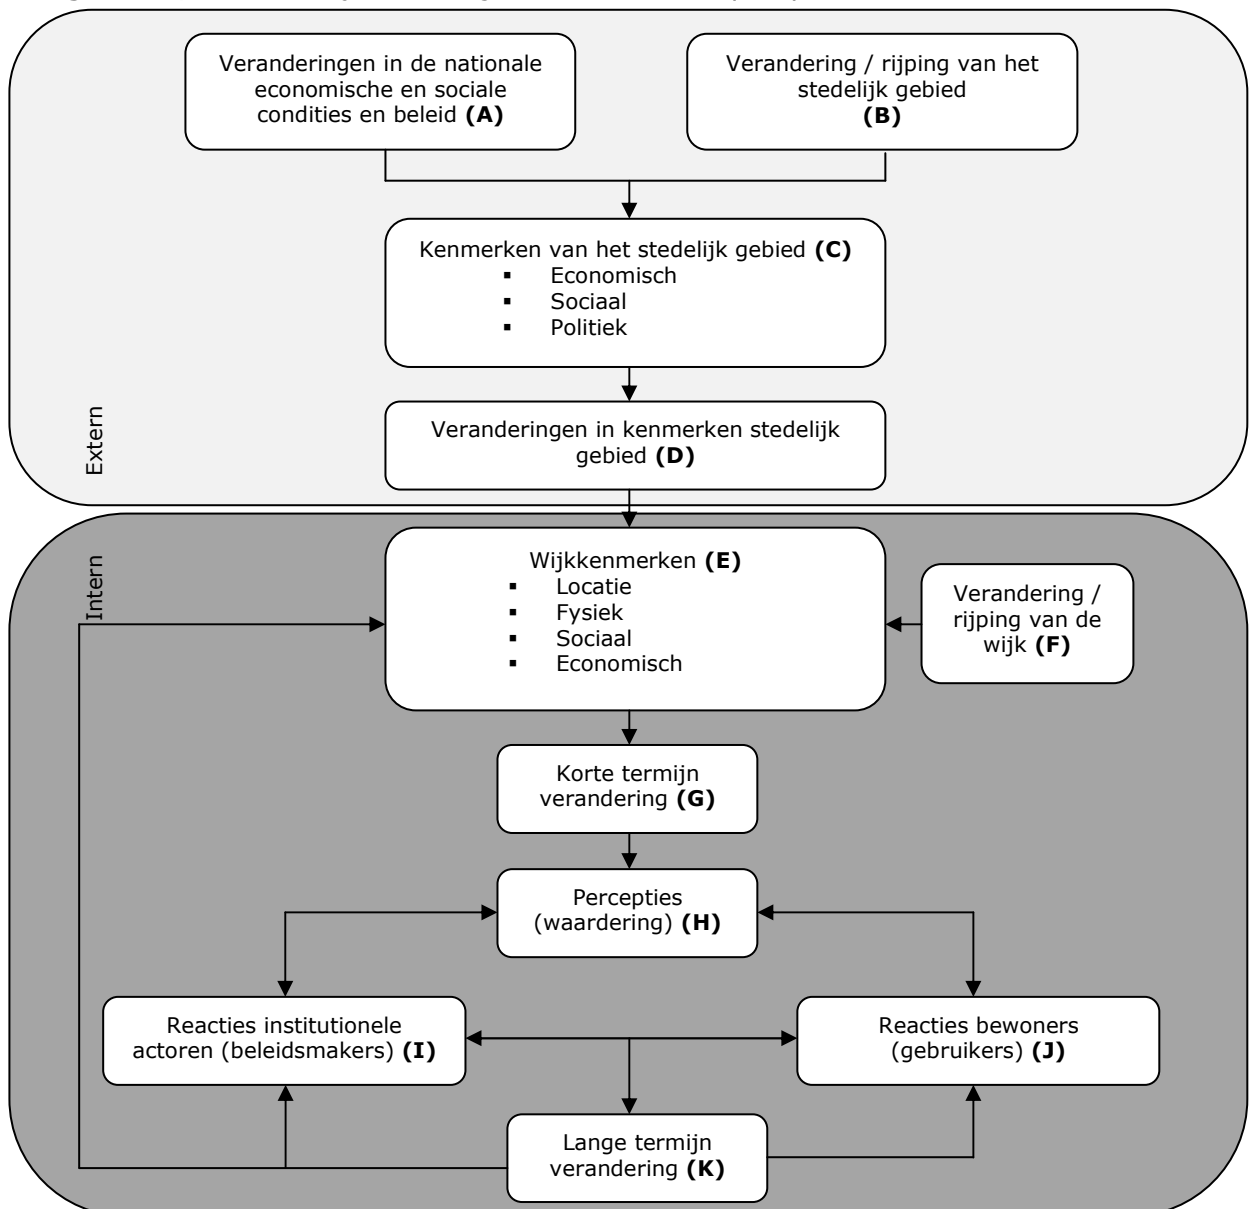 Veranderingen in de nationale
economische en sociale
condities en beleid (A)
Verandering / rijping van het
stedelijk gebied
(B)
Kenmerken van het stedelijk gebied (C)
▪ Economisch
▪ Sociaal
▪ Politiek
Extern
Veranderingen in kenmerken stedelijk
gebied (D)
Intern
Wijkkenmerken (E)
▪ Locatie
▪ Fysiek
▪ Sociaal
▪ Economisch
Verandering /
rijping van de
wijk (F)
Korte termijn
verandering (G)
Percepties
(waardering) (H)
Reacties institutionele
actoren (beleidsmakers) (I)
Reacties bewoners
(gebruikers) (J)
Lange termijn
verandering (K)